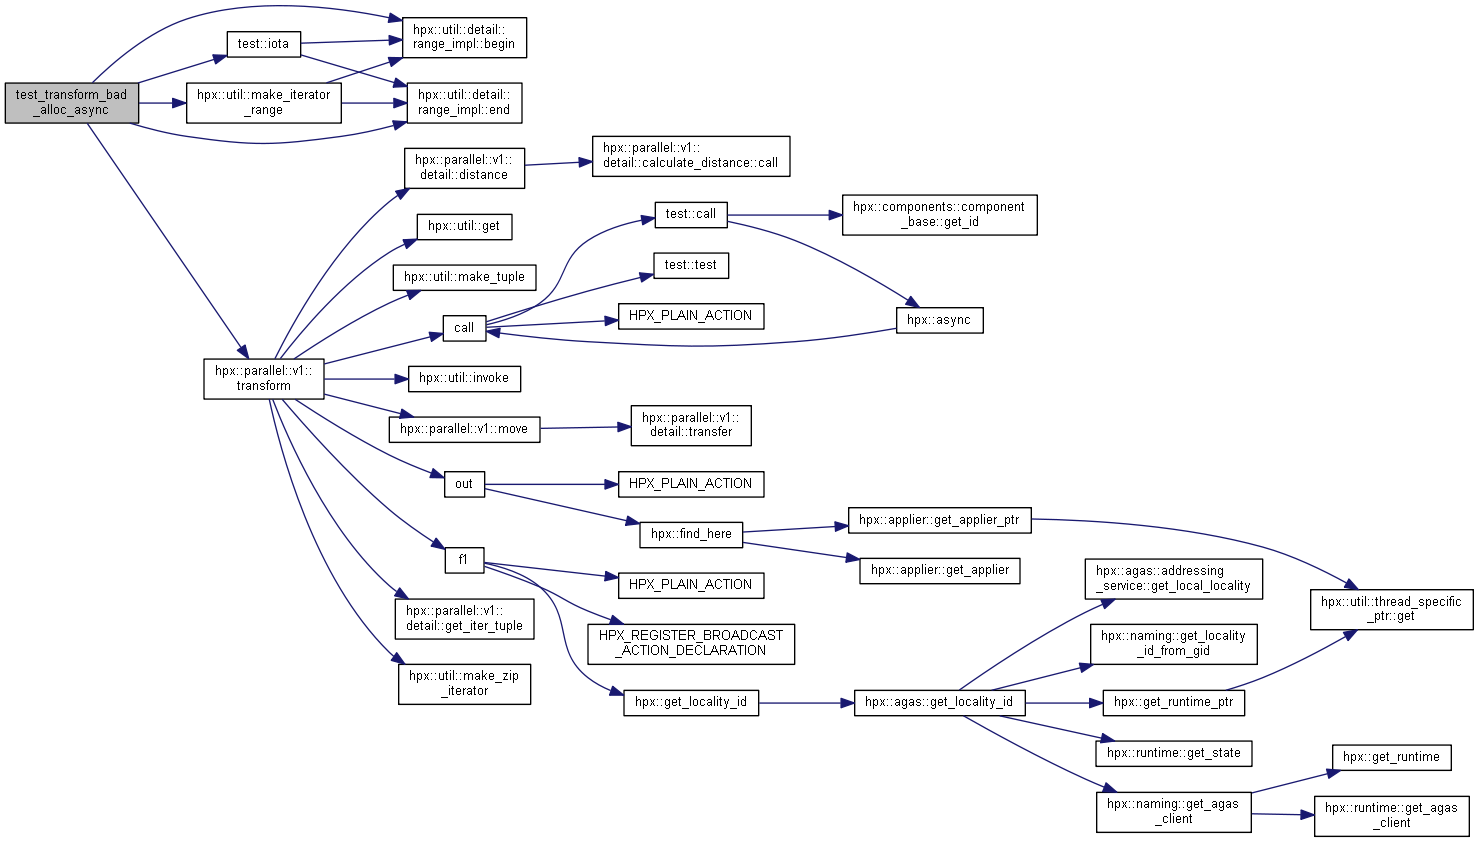 test_transform_bad
_alloc_async
test::iota
hpx::util::make_iterator
_range
hpx::util::detail::
range_impl::begin
hpx::util::detail::
range_impl::end
hpx::parallel::v1::
transform
hpx::parallel::v1::
detail::distance
hpx::parallel::v1::
detail::calculate_distance::call
hpx::util::get
hpx::util::make_tuple
call
test::call
test::test
HPX_PLAIN_ACTION
hpx::components::component
_base::get_id
hpx::async
hpx::util::invoke
hpx::parallel::v1::move
hpx::parallel::v1::
detail::transfer
out
HPX_PLAIN_ACTION
hpx::find_here
hpx::applier::get_applier_ptr
hpx::applier::get_applier
f1
HPX_PLAIN_ACTION
HPX_REGISTER_BROADCAST
_ACTION_DECLARATION
hpx::get_locality_id
hpx::parallel::v1::
detail::get_iter_tuple
hpx::util::make_zip
_iterator
hpx::agas::get_locality_id
hpx::agas::addressing
_service::get_local_locality
hpx::naming::get_locality
_id_from_gid
hpx::get_runtime_ptr
hpx::runtime::get_state
hpx::naming::get_agas
_client
hpx::util::thread_specific
_ptr::get
hpx::get_runtime
hpx::runtime::get_agas
_client